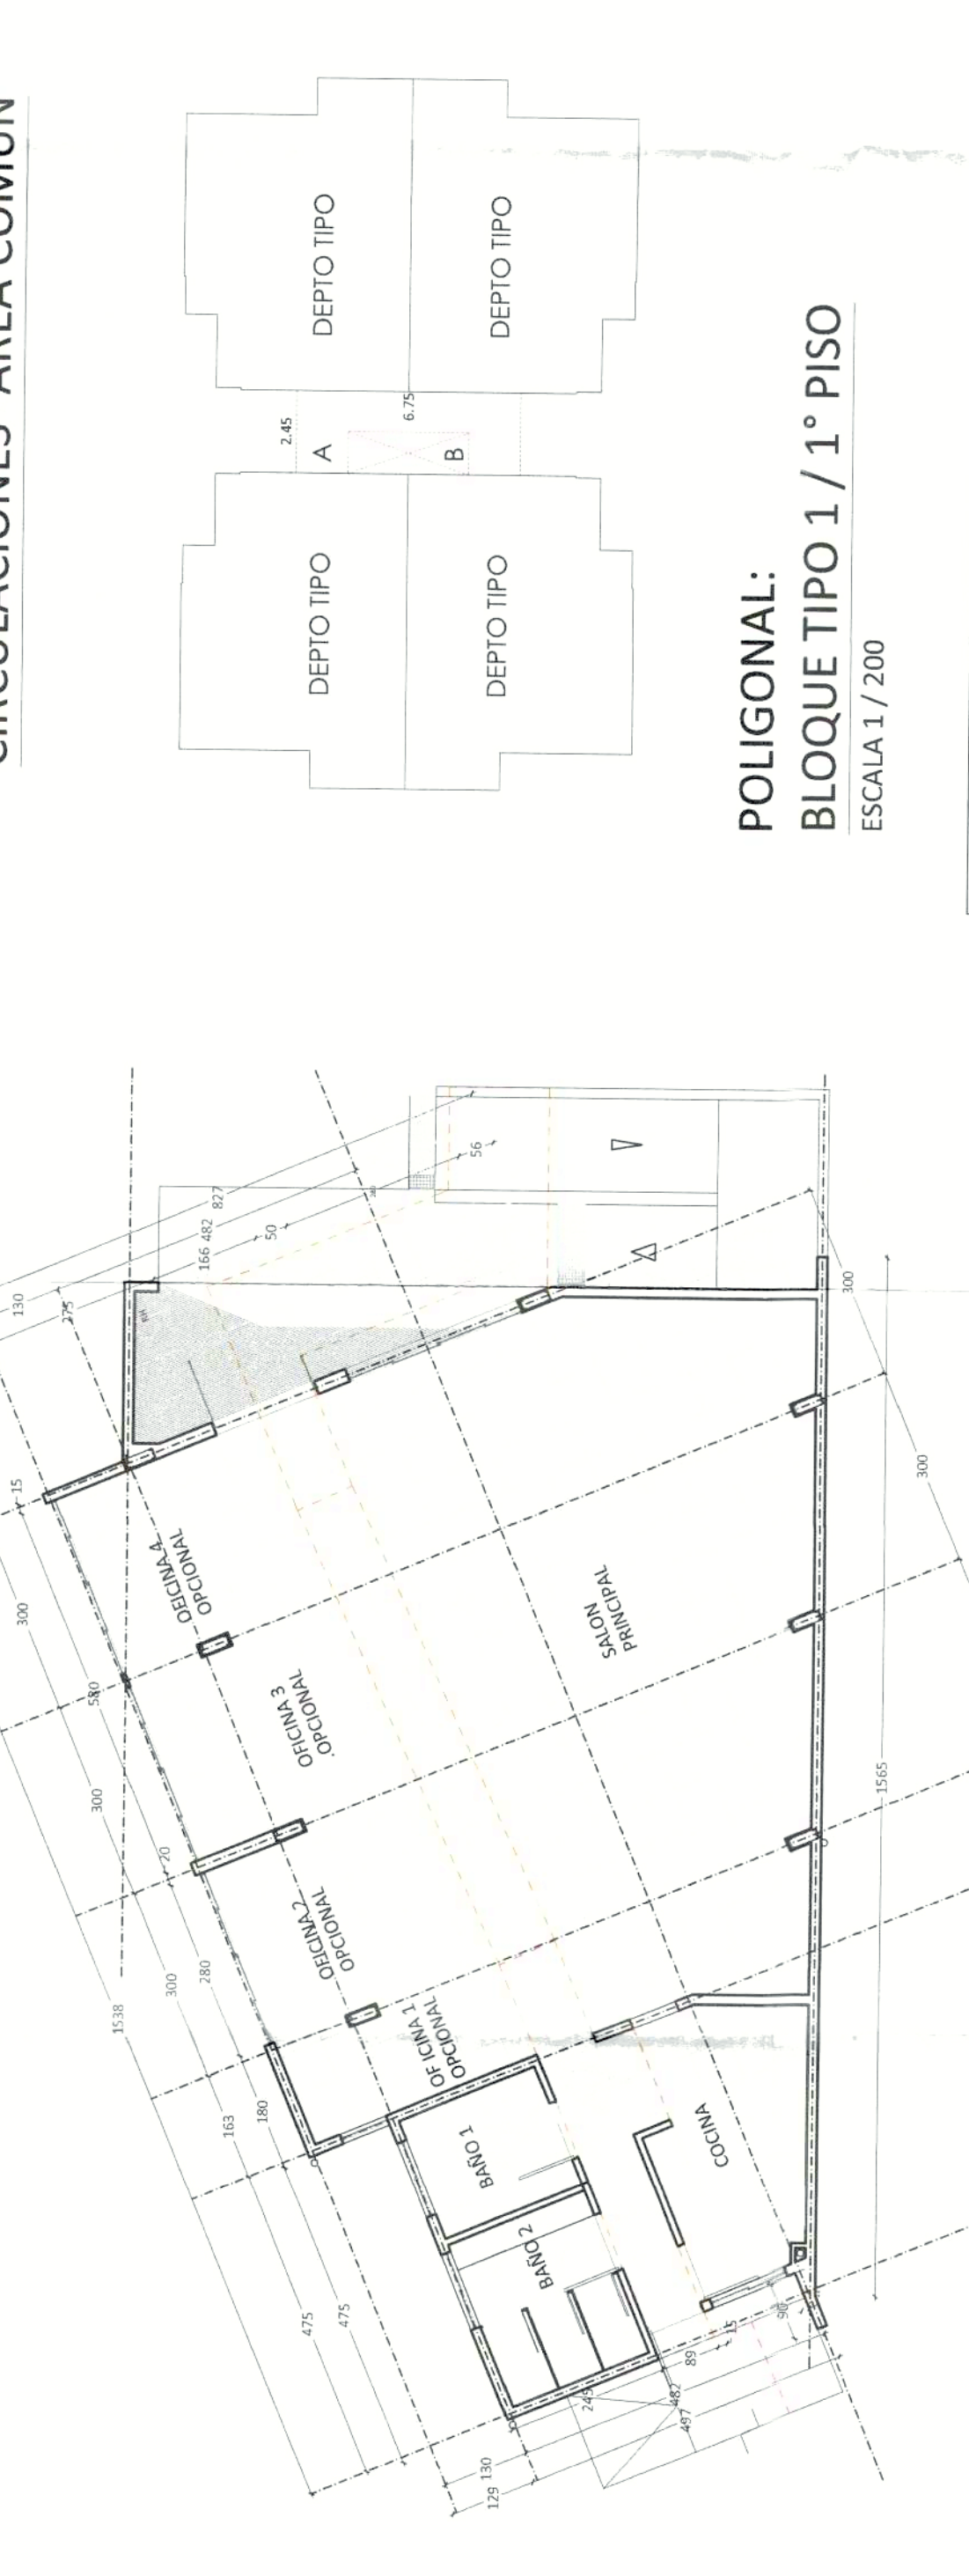 CIRCULACIONES ÁREA COMÚN
DEPTO TIPO
DEPTO TIPO
DEPTO TIPO
DEPTO TIPO
2.45
A
6.75
B
POLIGONAL:
BLOQUE TIPO 1 / 1° PISO
ESCALA 1 / 200
OFICINA 4
OPCIONAL
OFICINA 3
OPCIONAL
OFICINA 2
OPCIONAL
OFICINA 1
OPCIONAL
SALON
PRINCIPAL
BAÑO 1
BAÑO 2
COCINA
130
275
166
482
827
50
56
15
300
580
300
20
300
280
1538
163
180
475
475
300
300
1565
90
15
89
245
482
497
130
129